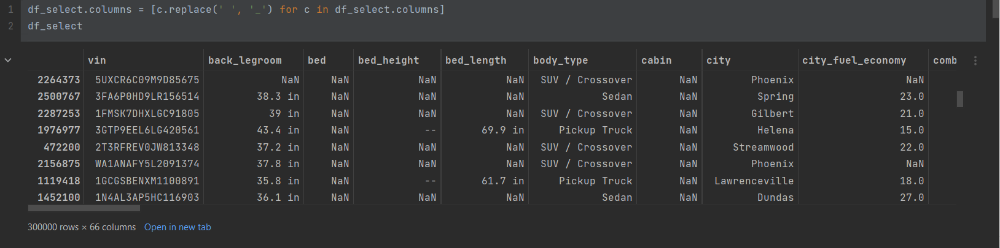 1 df_select.columns = [c.replace(' ', '_') for c in df_select.columns]
2 df_select
vin back_legroom bed bed_height bed_length body_type cabin city city_fuel_economy comb
2264373 5UXCR6C09M9D85675 NaN NaN NaN NaN SUV / Crossover NaN Phoenix NaN
2500767 3FA6P0HD9LR156514 38.3 in NaN NaN NaN Sedan NaN Spring 23.0
2287253 1FMSK7DHXLGC91805 39 in NaN NaN NaN SUV / Crossover NaN Gilbert 21.0
1976977 3GTP9EEL6LG420561 43.4 in NaN -- 69.9 in Pickup Truck NaN Helena 15.0
472200 2T3RFREV0JW813348 37.2 in NaN NaN NaN SUV / Crossover NaN Streamwood 22.0
2156875 WA1ANAFY5L2091374 37.8 in NaN NaN NaN SUV / Crossover NaN Phoenix NaN
1119418 1GCGSBENXM1100891 35.8 in NaN -- 61.7 in Pickup Truck NaN Lawrenceville 18.0
1452100 1N4AL3AP5HC116903 36.1 in NaN NaN NaN Sedan NaN Dundas 27.0
300000 rows × 66 columns Open in new tab